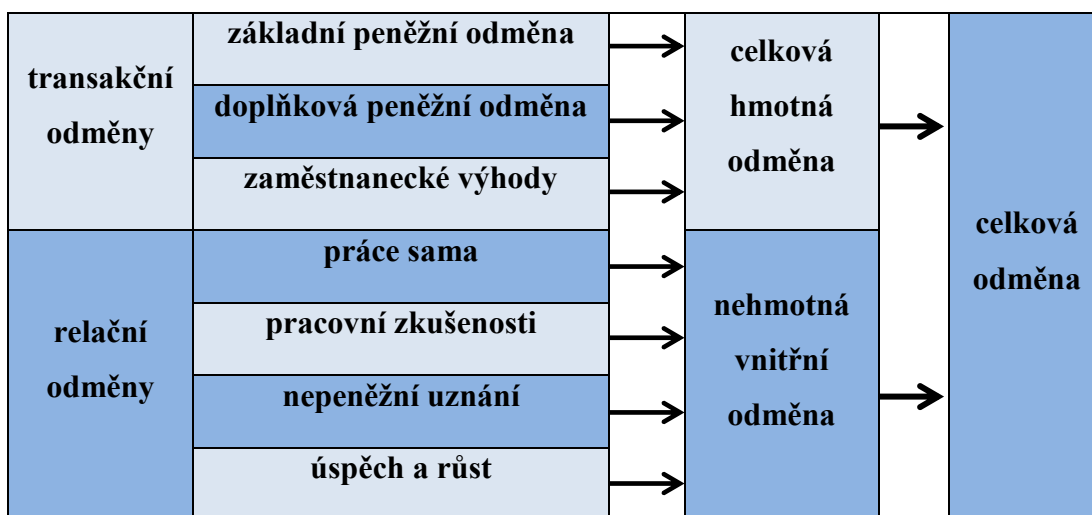 transakční
odměny
základní peněžní odměna
doplňková peněžní odměna
zaměstnanecké výhody
celková
hmotná
odměna
relační
odměny
práce sama
pracovní zkušenosti
nepeněžní uznání
úspěch a růst
nehmotná
vnitřní
odměna
celková
odměna